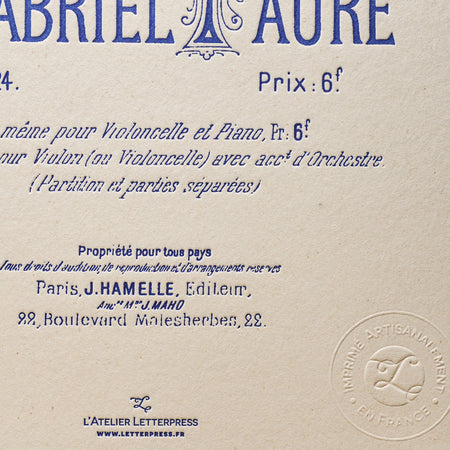 ABRIEL FAURÉ
24.
Prix: 6f
même pour Violoncelle et Piano, Pr: 6f
our Violon (ou Violoncelle) avec acct d'Orchestre.
(Partition et parties séparées)
Propriété pour tous pays
Tous droits d'audition, de reproduction et d'arrangements réservés
Paris, J. HAMELLE, Editeur,
Ancne Mon J. MAHO
22, Boulevard Malesherbes, 22.
L'ATELIER LETTERPRESS
WWW.LETTERPRESS.FR
IMPRIMÉ ARTISANALEMENT
EN FRANCE